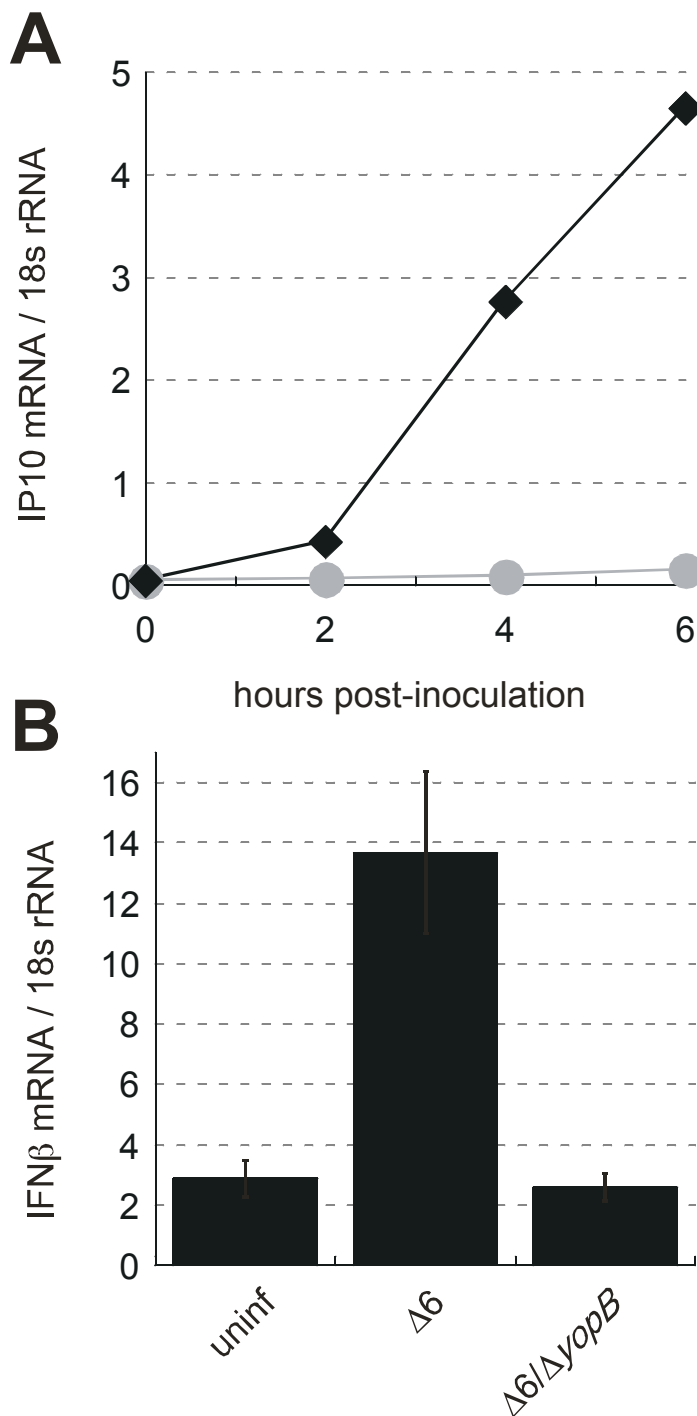 A
IP10 mRNA / 18s rRNA
5
4
3
2
1
0
0 2 4 6
hours post-inoculation
B
IFNβ mRNA / 18s rRNA
16
14
12
10
8
6
4
2
0
uninf
Δ6
Δ6/ΔyopB